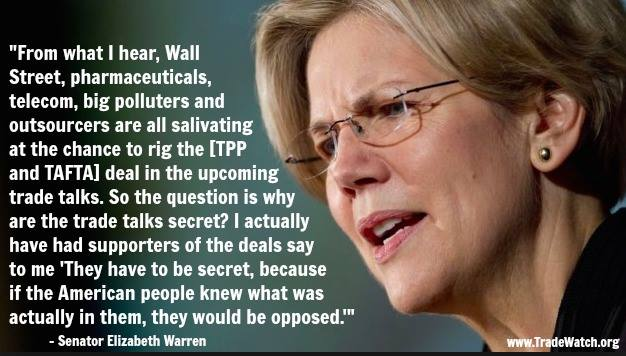 "From what I hear, Wall
Street, pharmaceuticals,
telecom, big polluters and
outsourcers are all salivating
at the chance to rig the [TPP
and TAFTA] deal in the upcoming
trade talks. So the question is why
are the trade talks secret? I actually
have had supporters of the deals say
to me 'They have to be secret, because
if the American people knew what was
actually in them, they would be opposed.'"
- Senator Elizabeth Warren
www.TradeWatch.org